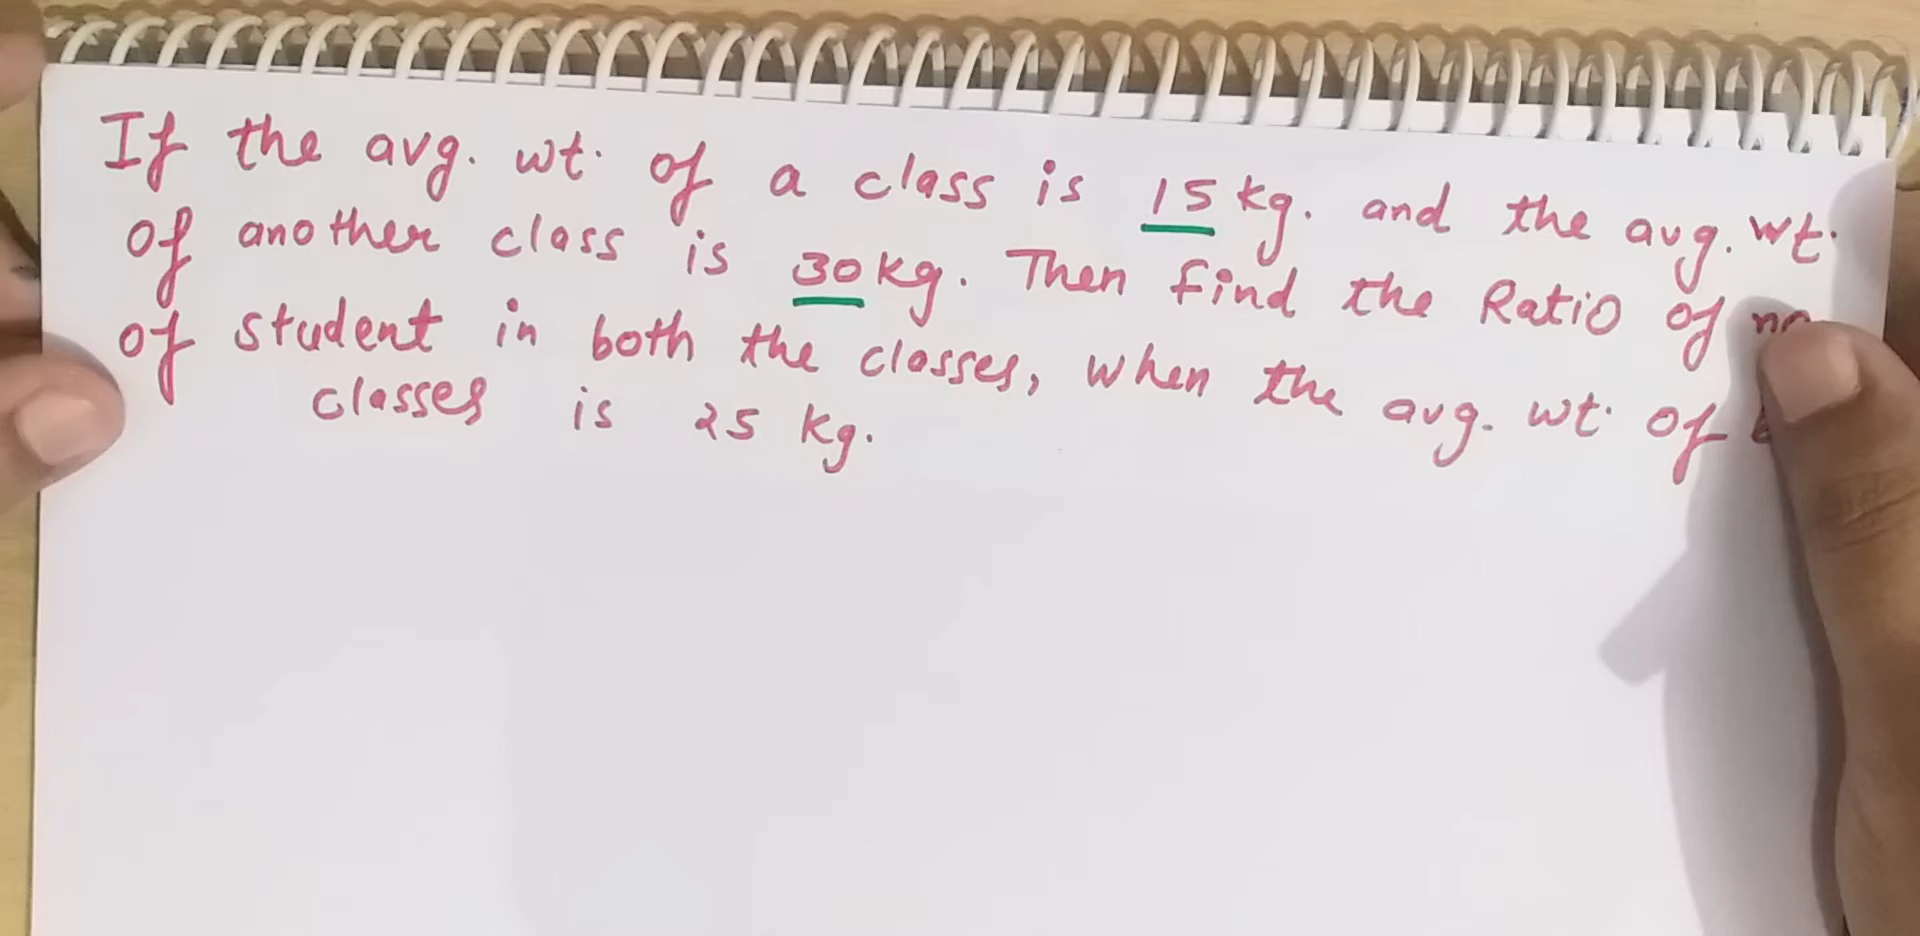 If the avg. wt. of a class is 15 kg. and the avg. wt.
of another class is 30 kg. Then find the Ratio of no
of student in both the classes, when the avg. wt. of
classes is 25 kg.